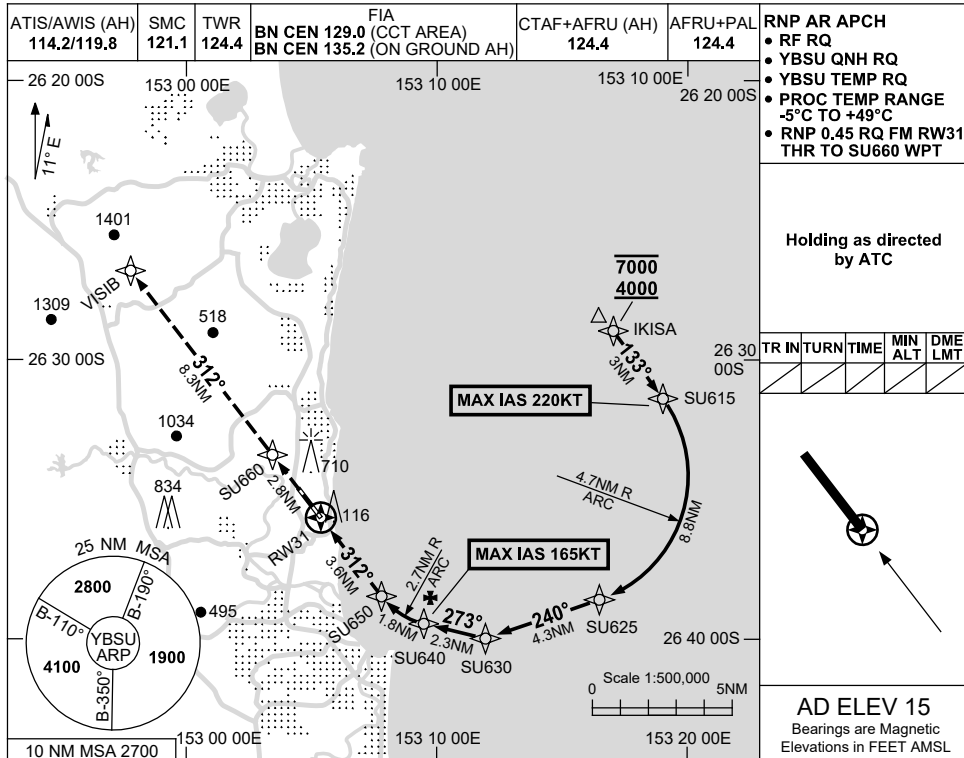 ATIS/AWIS (AH)
114.2/119.8
SMC
121.1
TWR
124.4
FIA
BN CEN 129.0 (CCT AREA)
BN CEN 135.2 (ON GROUND AH)
CTAF+AFRU (AH)
124.4
AFRU+PAL
124.4
RNP AR APCH
• RF RQ
• YBSU QNH RQ
• YBSU TEMP RQ
• PROC TEMP RANGE
-5°C TO +49°C
• RNP 0.45 RQ FM RW31
THR TO SU660 WPT
Holding as directed
by ATC
TR IN
TURN
TIME
MIN
ALT
DME
LMT
AD ELEV 15
Bearings are Magnetic
Elevations in FEET AMSL
26 20 00S
153 00 00E
153 10 00E
26 20 00S
11° E
1401
VISIB
1309
518
312°
8.3NM
1034
834
SU660
2.8NM
710
116
RW31
312°
3.6NM
26 30 00S
7000
4000
IKISA
133°
3NM
26 30
00S
MAX IAS 220KT
SU615
4.7NM R
ARC
8.8NM
MAX IAS 165KT
2.7NM R
ARC
SU650
1.8NM
SU640
273°
2.3NM
SU630
240°
4.3NM
SU625
26 40 00S
25 NM MSA
2800
B-190°
B-110°
YBSU
ARP
4100
1900
B-350°
495
10 NM MSA 2700
153 00 00E
153 10 00E
153 20 00E
Scale 1:500,000
0
5NM